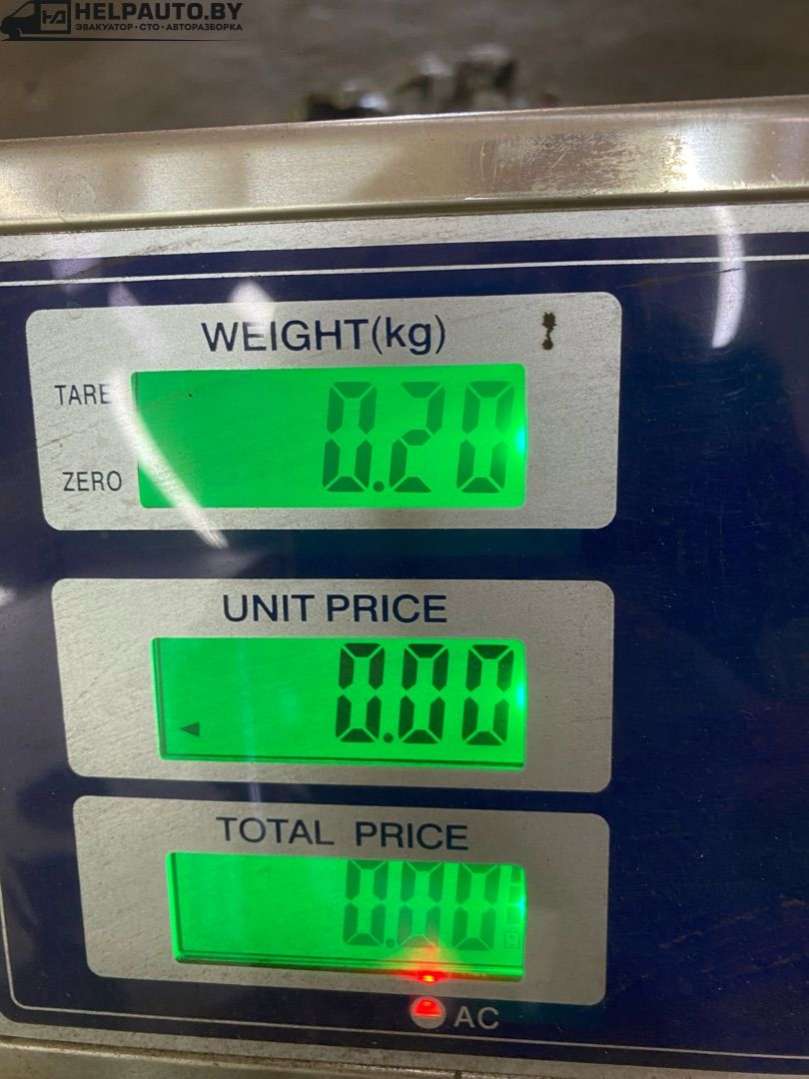 HELPAUTO.BY
ЭВАКУАТОР • СТО • АВТОРАЗБОРКА
WEIGHT(kg)
TARE
0.20
ZERO
UNIT PRICE
0.00
TOTAL PRICE
0.00
AC